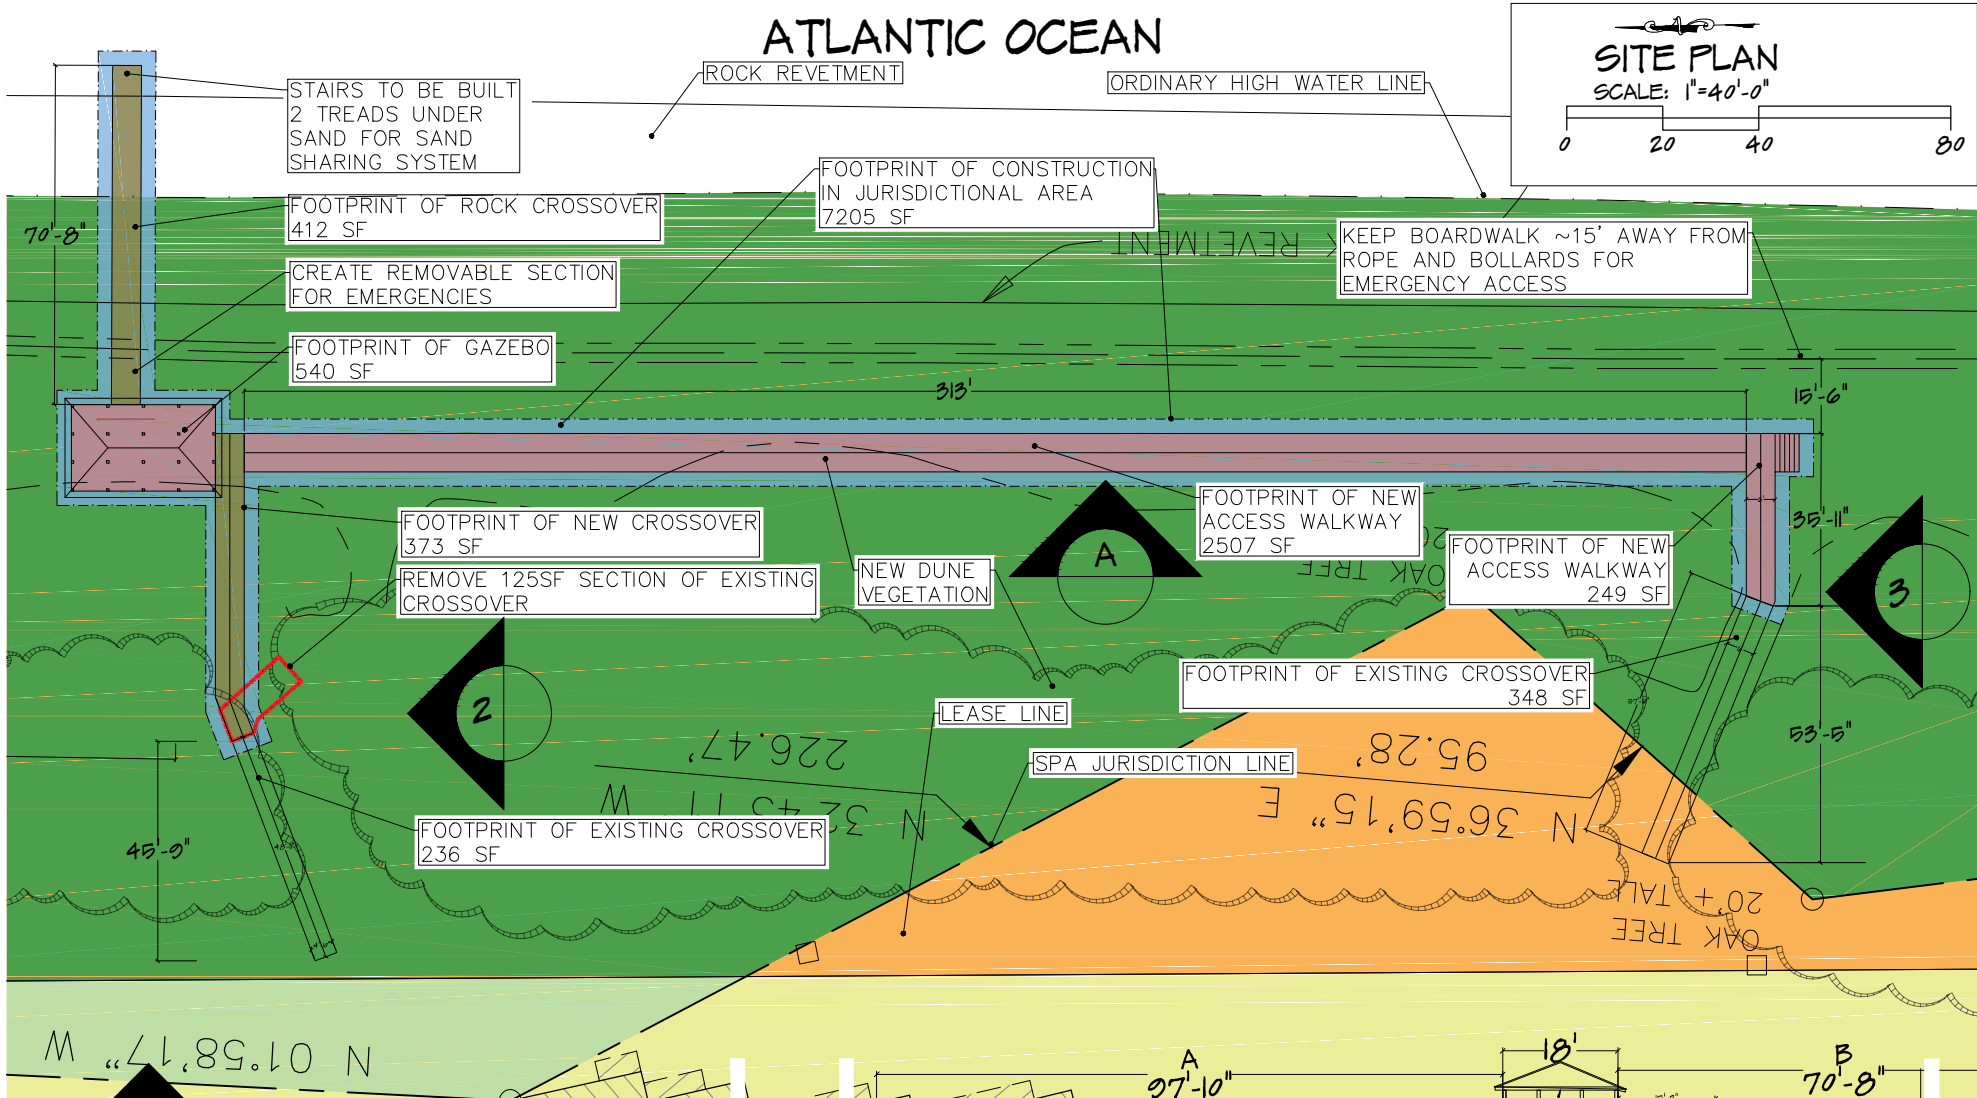 ATLANTIC OCEAN
SITE PLAN
SCALE: 1"=40'-0"
0 20 40 80
ROCK REVETMENT
ORDINARY HIGH WATER LINE
STAIRS TO BE BUILT
2 TREADS UNDER
SAND FOR SAND
SHARING SYSTEM
FOOTPRINT OF CONSTRUCTION
IN JURISDICTIONAL AREA
7205 SF
FOOTPRINT OF ROCK CROSSOVER
412 SF
70'-8"
REVETMENT
KEEP BOARDWALK ~15' AWAY FROM
ROPE AND BOLLARDS FOR
EMERGENCY ACCESS
CREATE REMOVABLE SECTION
FOR EMERGENCIES
FOOTPRINT OF GAZEBO
540 SF
313'
15'-6"
FOOTPRINT OF NEW CROSSOVER
373 SF
FOOTPRINT OF NEW
ACCESS WALKWAY
2507 SF
35'-11"
FOOTPRINT OF NEW
ACCESS WALKWAY
249 SF
A
OAK TREE
3
REMOVE 125SF SECTION OF EXISTING
CROSSOVER
NEW DUNE
VEGETATION
FOOTPRINT OF EXISTING CROSSOVER
348 SF
2
LEASE LINE
226.47'
95.28'
53'-5"
SPA JURISDICTION LINE
N 36°59'15" E
FOOTPRINT OF EXISTING CROSSOVER
236 SF
45'-9"
OAK TREE
20'+ TALL
N 01°58'17" W
A
97'-10"
18'
B
70'-8"